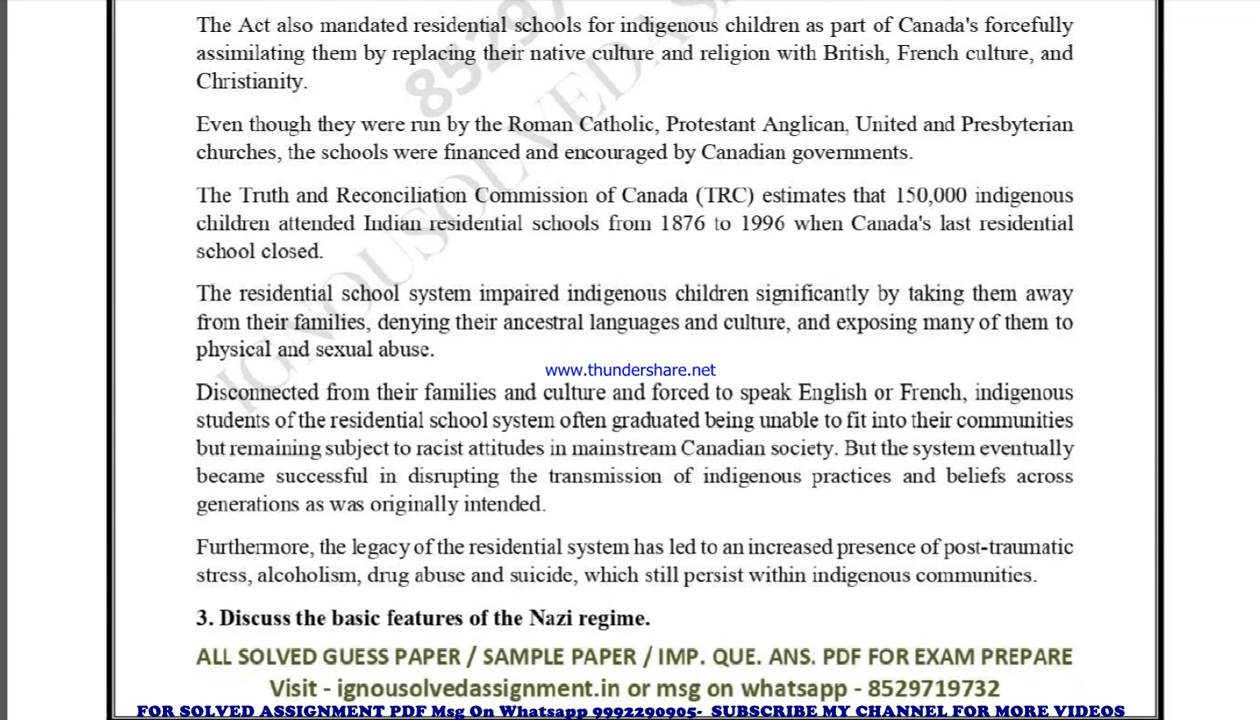 The Act also mandated residential schools for indigenous children as part of Canada's forcefully
assimilating them by replacing their native culture and religion with British, French culture, and
Christianity.
Even though they were run by the Roman Catholic, Protestant Anglican, United and Presbyterian
churches, the schools were financed and encouraged by Canadian governments.
The Truth and Reconciliation Commission of Canada (TRC) estimates that 150,000 indigenous
children attended Indian residential schools from 1876 to 1996 when Canada's last residential
school closed.
The residential school system impaired indigenous children significantly by taking them away
from their families, denying their ancestral languages and culture, and exposing many of them to
physical and sexual abuse.
www.thundershare.net
Disconnected from their families and culture and forced to speak English or French, indigenous
students of the residential school system often graduated being unable to fit into their communities
but remaining subject to racist attitudes in mainstream Canadian society. But the system eventually
became successful in disrupting the transmission of indigenous practices and beliefs across
generations as was originally intended.
Furthermore, the legacy of the residential system has led to an increased presence of post-traumatic
stress, alcoholism, drug abuse and suicide, which still persist within indigenous communities.
3. Discuss the basic features of the Nazi regime.
ALL SOLVED GUESS PAPER / SAMPLE PAPER / IMP. QUE. ANS. PDF FOR EXAM PREPARE
Visit - ignousolvedassignment.in or msg on whatsapp - 8529719732
FOR SOLVED ASSIGNMENT PDF Msg On Whatsapp 9992290905- SUBSCRIBE MY CHANNEL FOR MORE VIDEOS